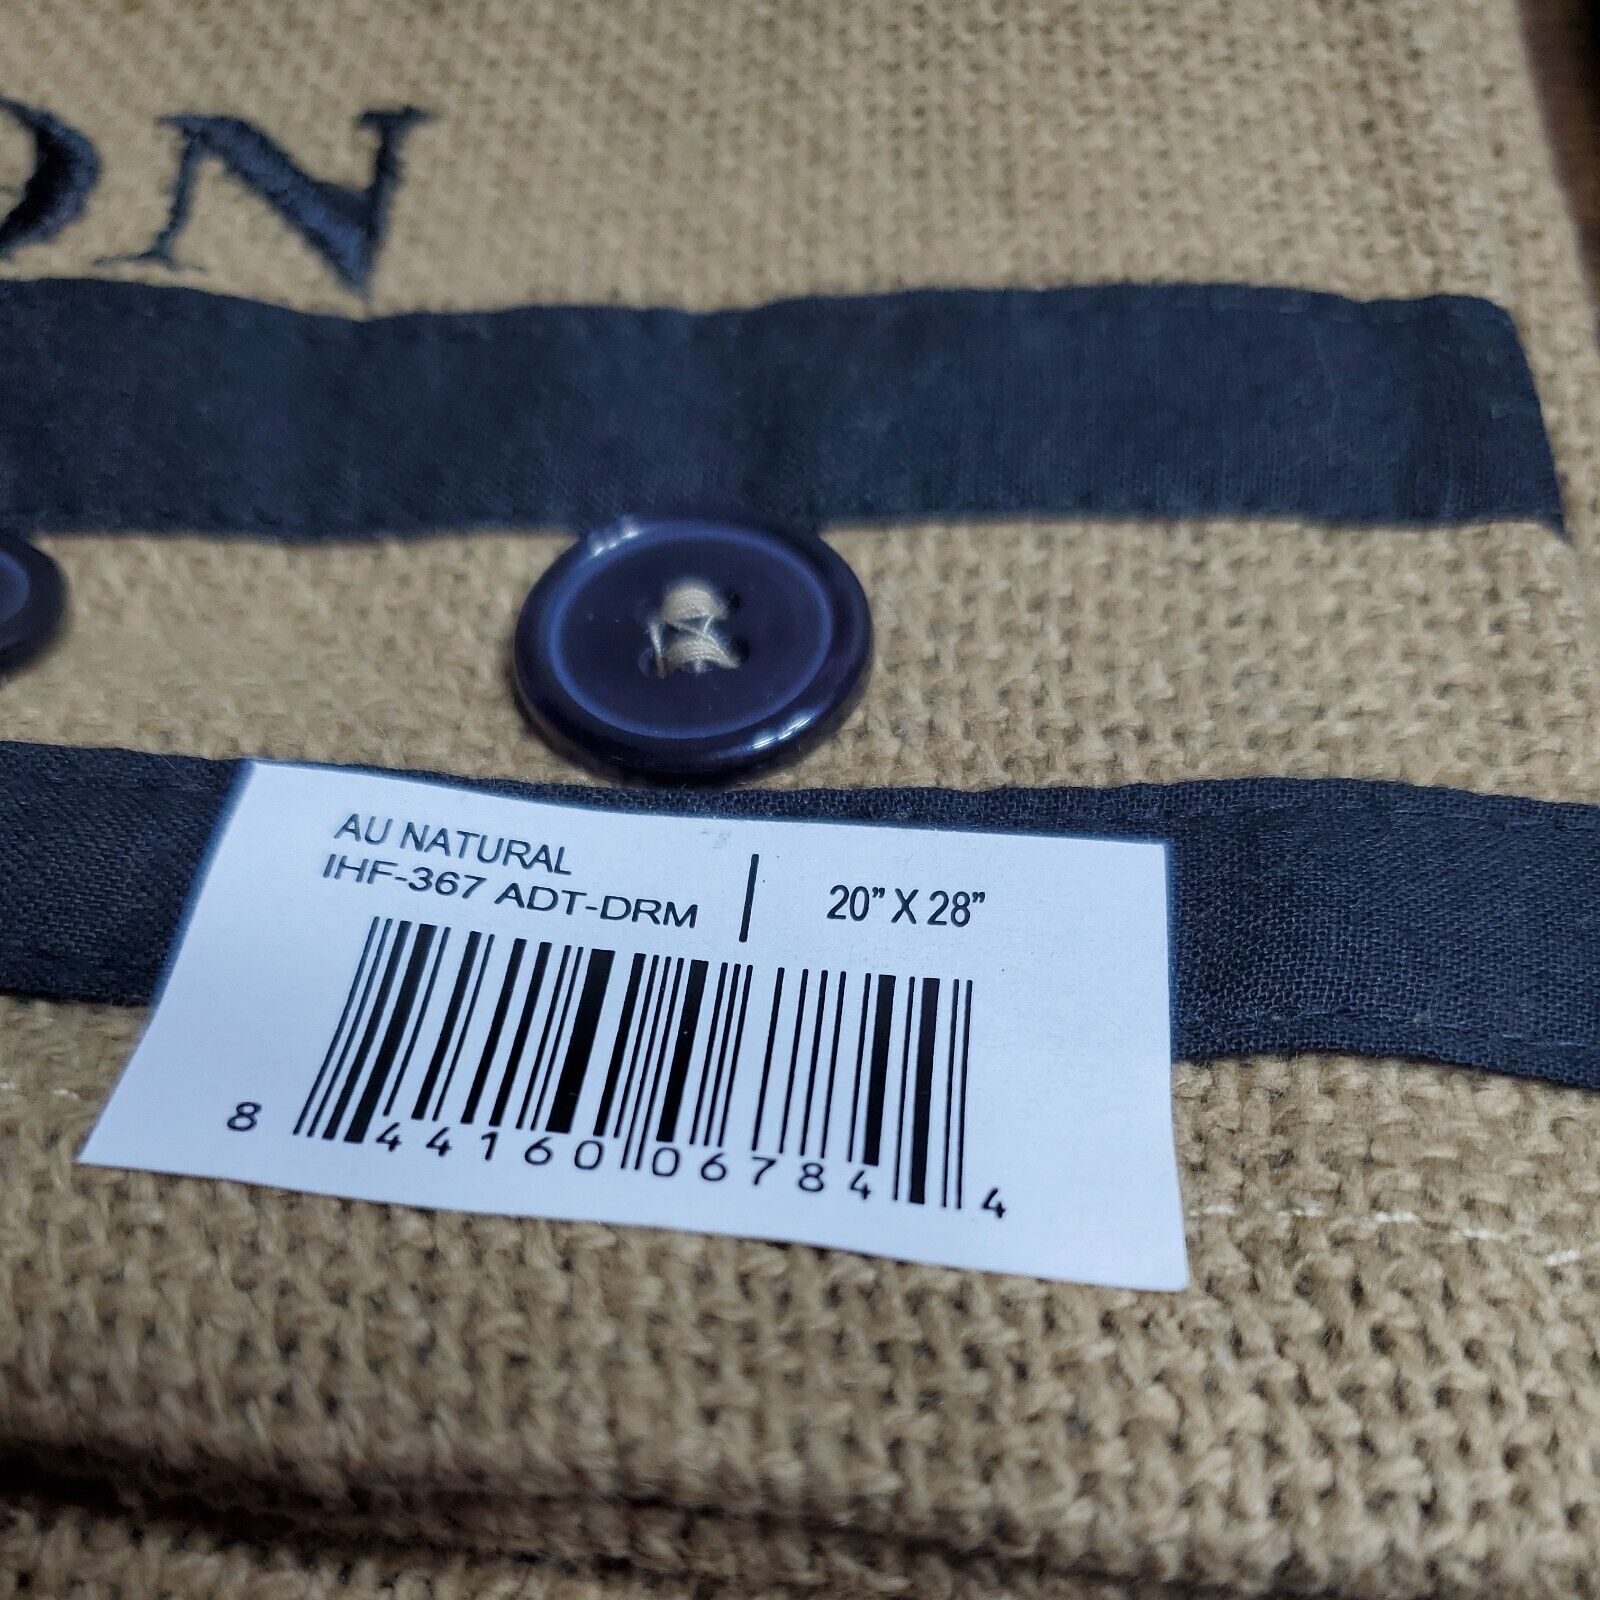 ON
AU NATURAL
IHF-367 ADT-DRM
20” X 28”
8 44160 06784 4